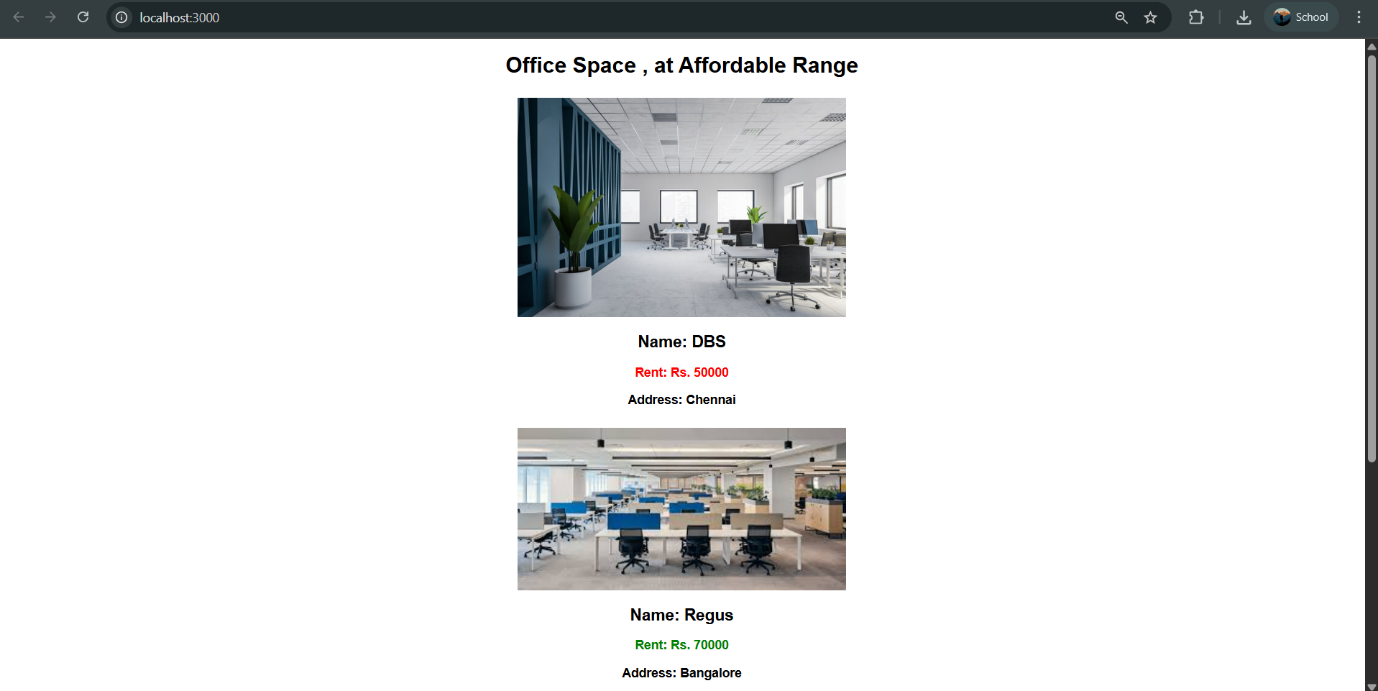 localhost:3000
School
Office Space , at Affordable Range
Name: DBS
Rent: Rs. 50000
Address: Chennai
Name: Regus
Rent: Rs. 70000
Address: Bangalore